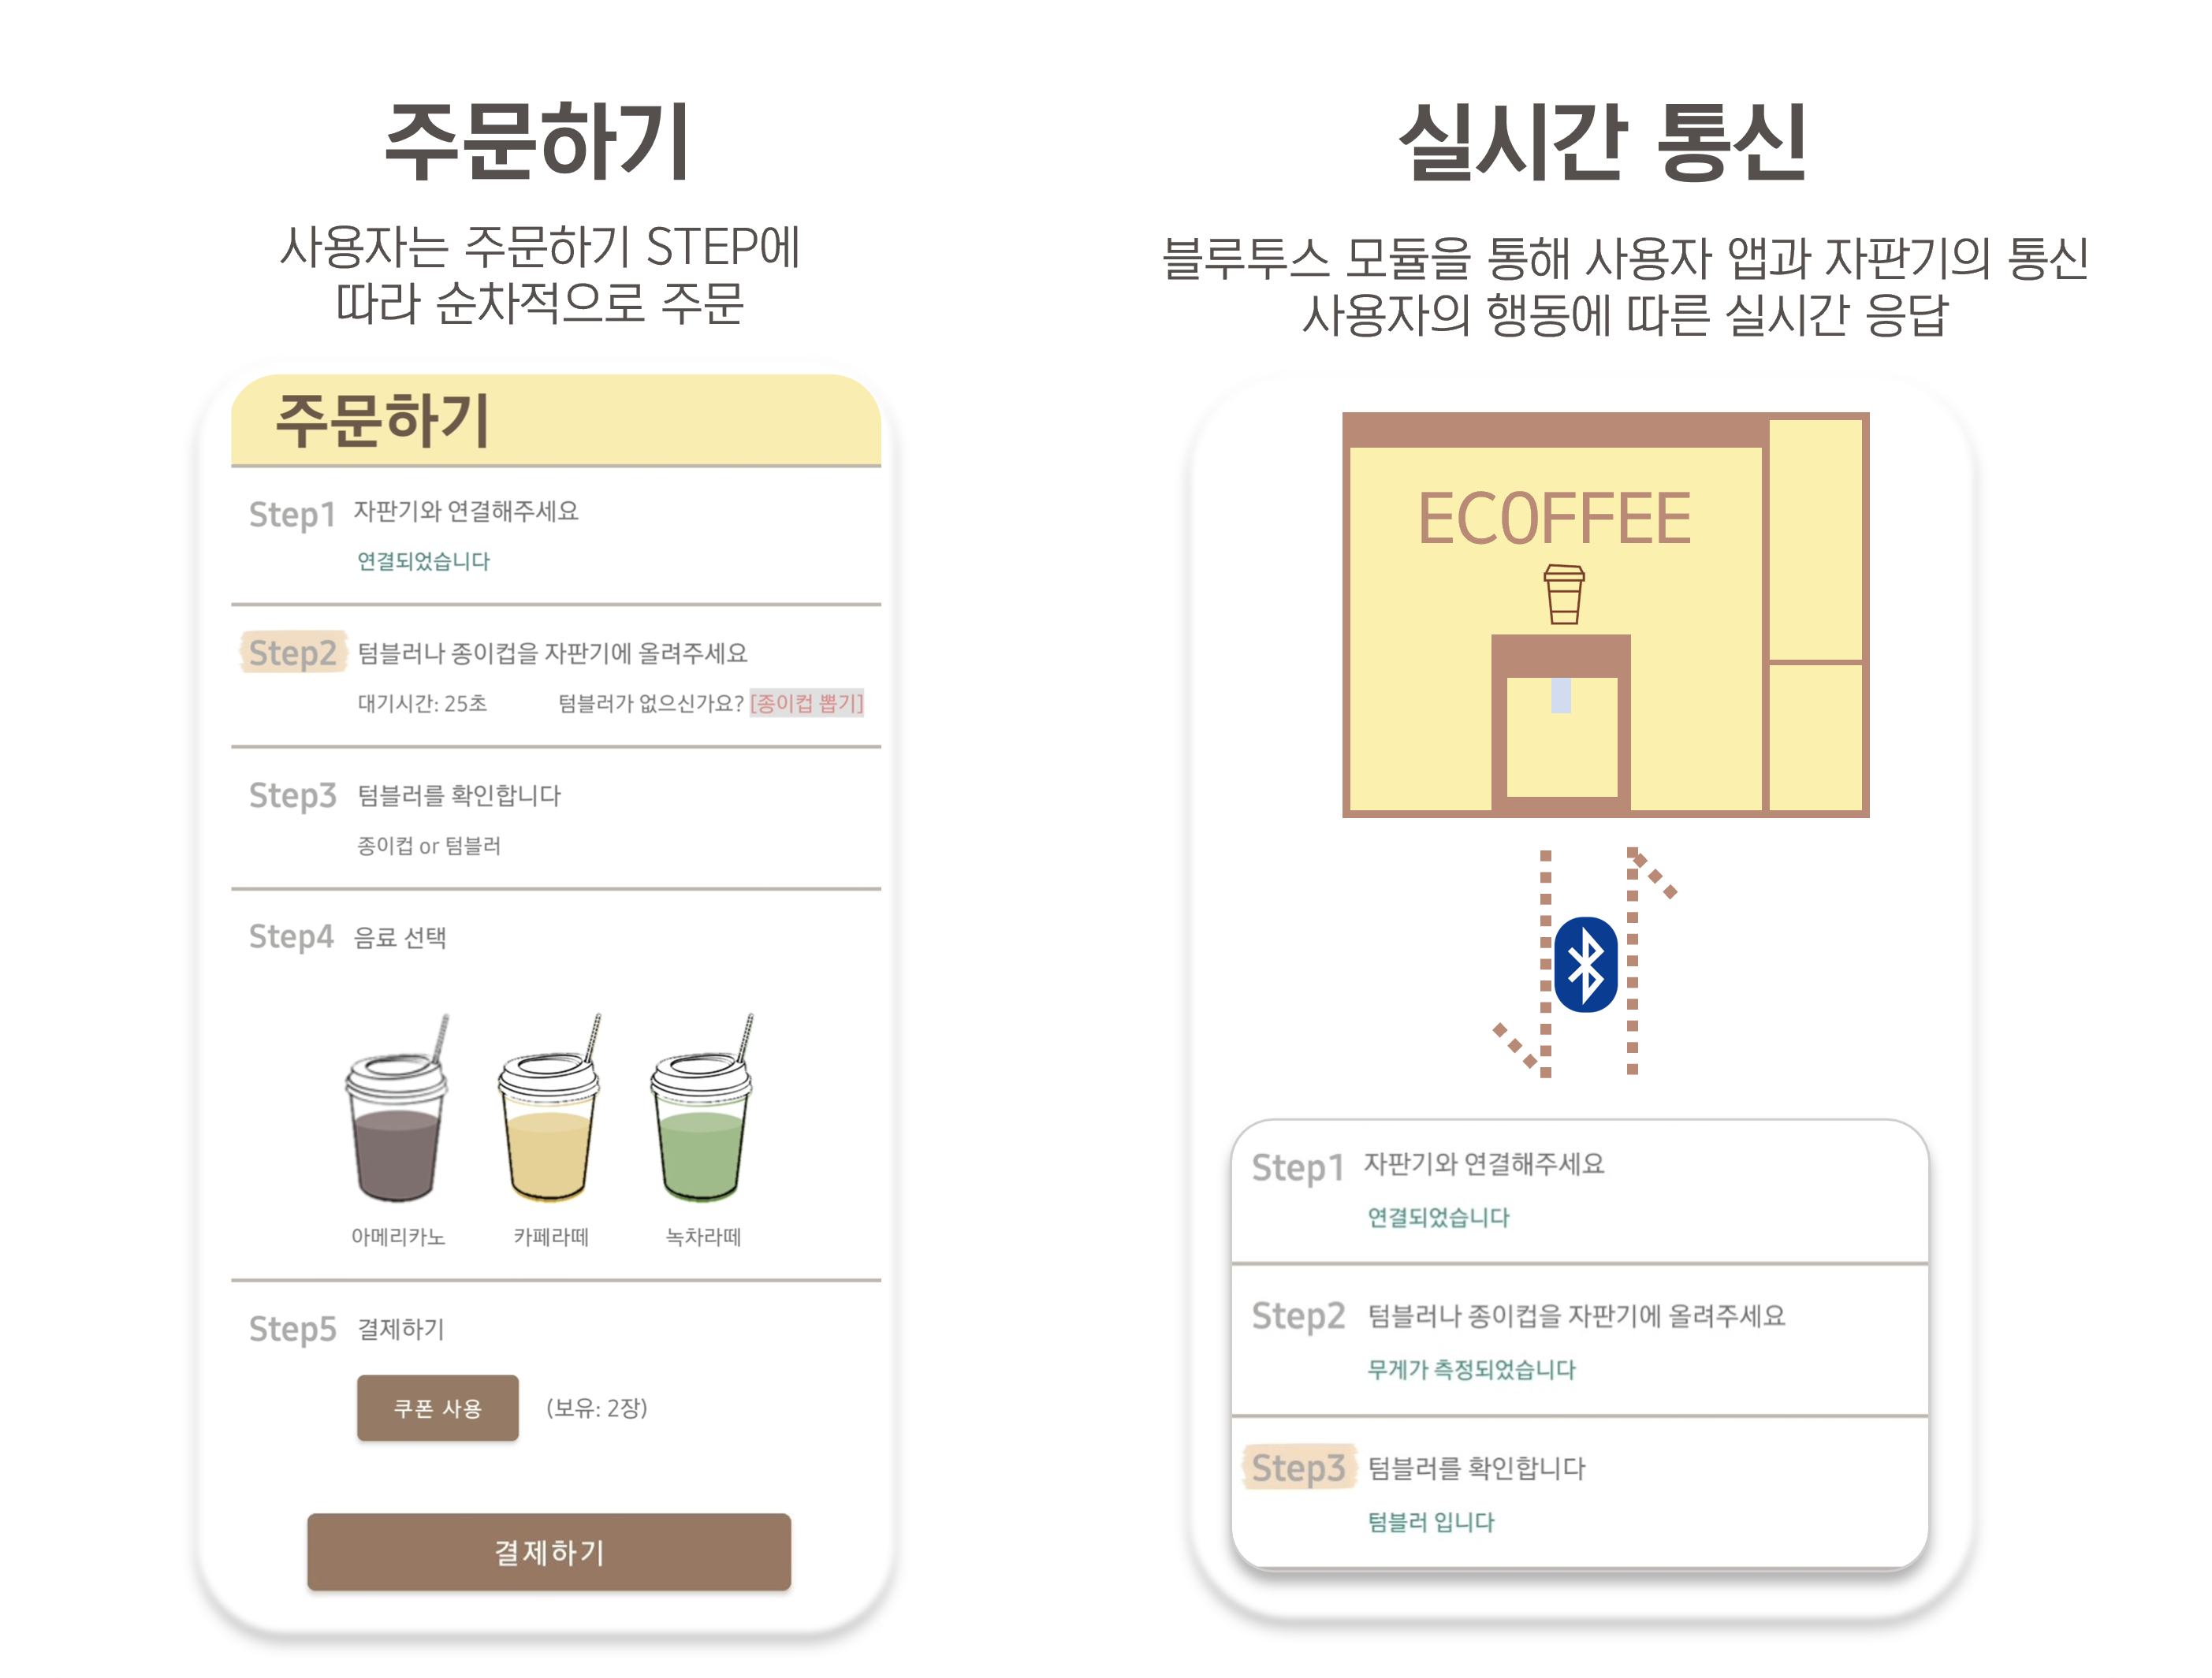 주문하기
사용자는 주문하기 STEP에
따라 순차적으로 주문
주문하기
Step1 자판기와 연결해주세요
연결되었습니다
Step2 텀블러나 종이컵을 자판기에 올려주세요
대기시간: 25초 텀블러가 없으신가요? [종이컵 뽑기]
Step3 텀블러를 확인합니다
종이컵 or 텀블러
Step4 음료 선택
아메리카노 카페라떼 녹차라떼
Step5 결제하기
쿠폰 사용 (보유: 2장)
결제하기
실시간 통신
블루투스 모듈을 통해 사용자 앱과 자판기의 통신
사용자의 행동에 따른 실시간 응답
ECOFFEE
Step1 자판기와 연결해주세요
연결되었습니다
Step2 텀블러나 종이컵을 자판기에 올려주세요
무게가 측정되었습니다
Step3 텀블러를 확인합니다
텀블러 입니다